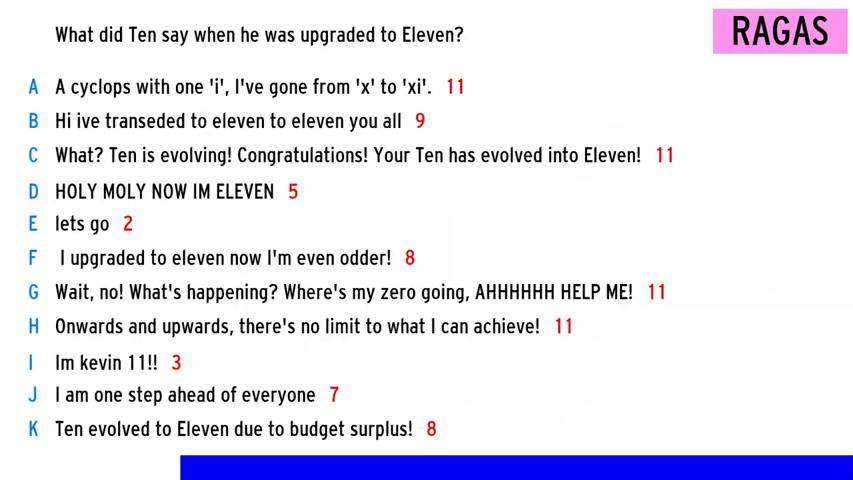 What did Ten say when he was upgraded to Eleven?
RAGAS
A A cyclops with one 'i', I've gone from 'x' to 'xi'. 11
B Hi ive transeded to eleven to eleven you all 9
C What? Ten is evolving! Congratulations! Your Ten has evolved into Eleven! 11
D HOLY MOLY NOW IM ELEVEN 5
E lets go 2
F I upgraded to eleven now I'm even odder! 8
G Wait, no! What's happening? Where's my zero going, AHHHHHH HELP ME! 11
H Onwards and upwards, there's no limit to what I can achieve! 11
I Im kevin 11!! 3
J I am one step ahead of everyone 7
K Ten evolved to Eleven due to budget surplus! 8